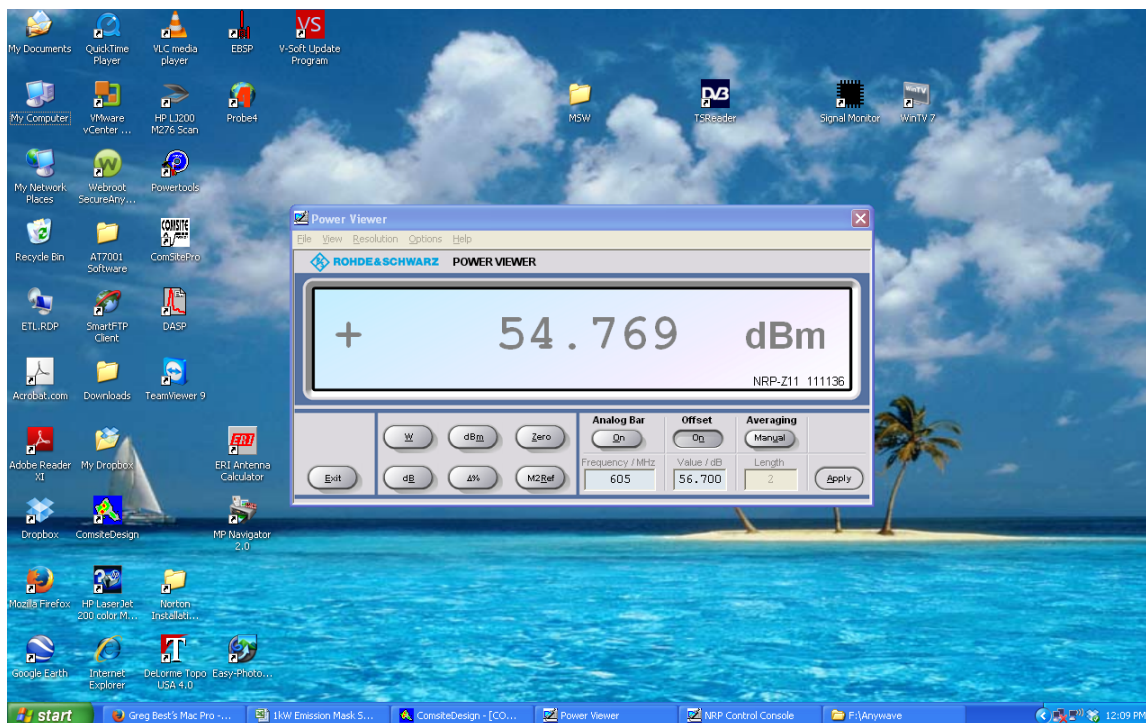 My Documents
QuickTime Player
VLC media player
EBSP
V-Soft Update Program
My Computer
VMware vCenter ...
HP LJ200 M276 Scan
Probe4
MSW
TSReader
Signal Monitor
WinTV 7
My Network Places
Webroot SecureAny...
Powertools
Recycle Bin
AT7001 Software
ComSitePro
ETL.RDP
SmartFTP Client
DASP
Acrobat.com
Downloads
TeamViewer 9
Adobe Reader XI
My Dropbox
ERI Antenna Calculator
Dropbox
ComsiteDesign
MP Navigator 2.0
Mozilla Firefox
HP LaserJet 200 color M...
Norton Installati...
Google Earth
Internet Explorer
DeLorme Topo USA 4.0
Easy-Photo...
Power Viewer
File View Resolution Options Help
ROHDE&SCHWARZ POWER VIEWER
+ 54.769 dBm
NRP-Z11 111136
Analog Bar Offset Averaging
W dBm Zero On On Manual
Frequency / MHz Value / dB Length
Exit dB Δ% M2Ref 605 56.700 2 Apply
start Greg Best's Mac Pro -... 1kW Emission Mask S... ComsiteDesign - [CO... Power Viewer NRP Control Console F:\Anywave 12:09 PM